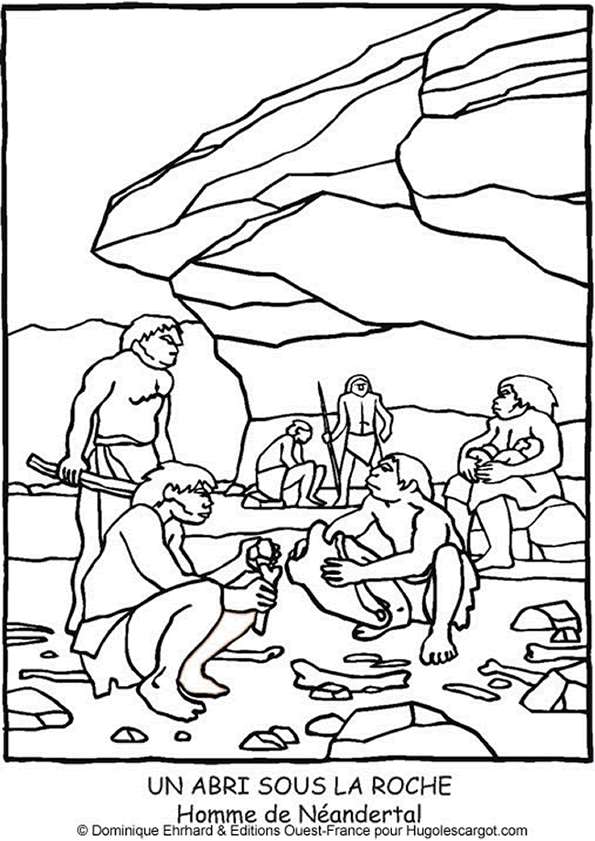 UN ABRI SOUS LA ROCHE
Homme de Néandertal
© Dominique Ehrhard & Editions Ouest-France pour Hugolescargot.com